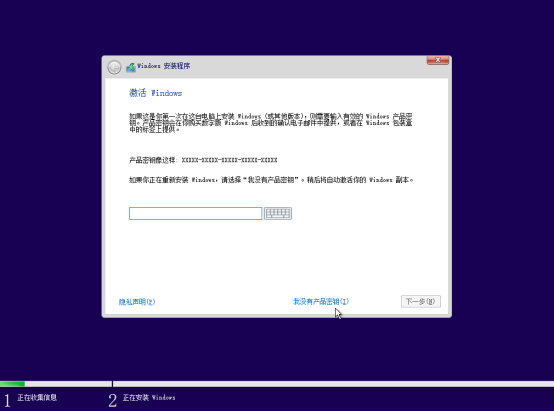 Windows 安装程序
激活 Windows
如果这是你第一次在这台电脑上安装 Windows (或其他版本)，则需要输入有效的 Windows 产品密
钥。产品密钥会在你购买数字版 Windows 后收到的确认电子邮件中提供，或者在 Windows 包装盒
中的标签上提供。
产品密钥像这样: XXXXX-XXXXX-XXXXX-XXXXX-XXXXX
如果你正在重新安装 Windows，请选择“我没有产品密钥”。稍后将自动激活你的 Windows 副本。
隐私声明(P)
我没有产品密钥(I)
下一步(N)
1 正在收集信息
2 正在安装 Windows